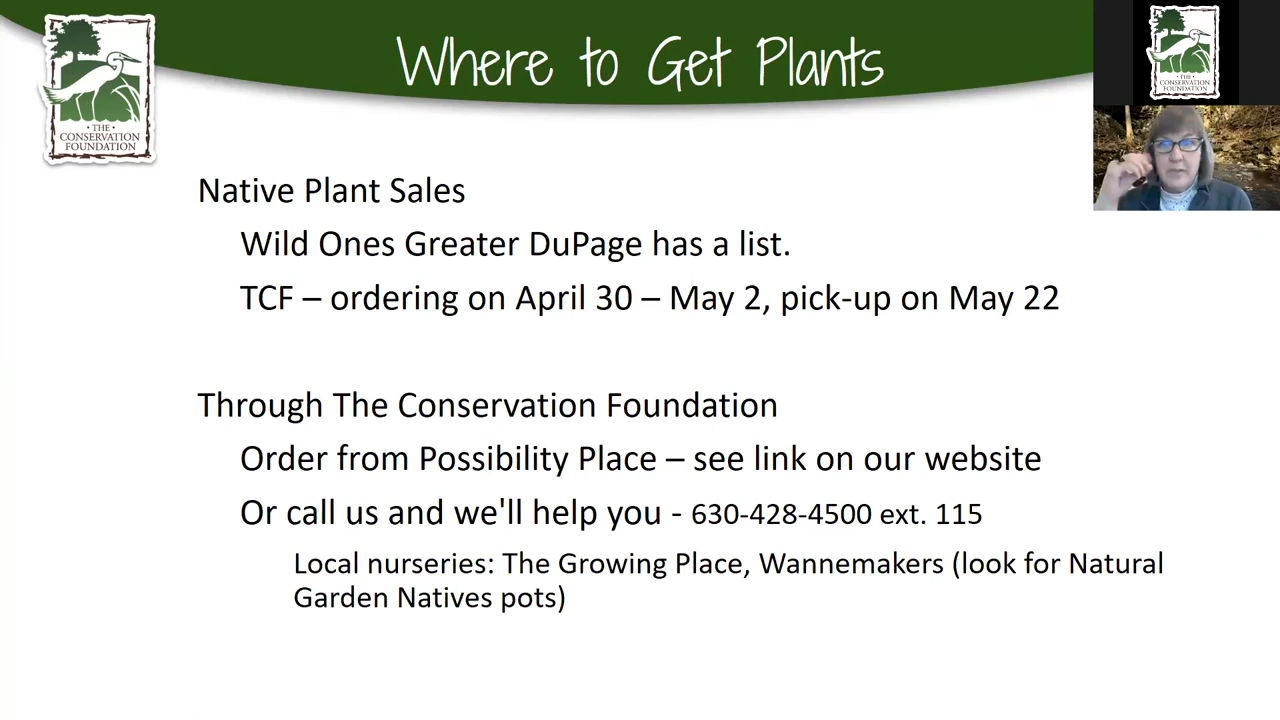 Where to Get Plants
• THE •
CONSERVATION
FOUNDATION
THE
CONSERVATION
FOUNDATION
Native Plant Sales
Wild Ones Greater DuPage has a list.
TCF – ordering on April 30 – May 2, pick-up on May 22
Through The Conservation Foundation
Order from Possibility Place – see link on our website
Or call us and we'll help you - 630-428-4500 ext. 115
Local nurseries: The Growing Place, Wannemakers (look for Natural
Garden Natives pots)